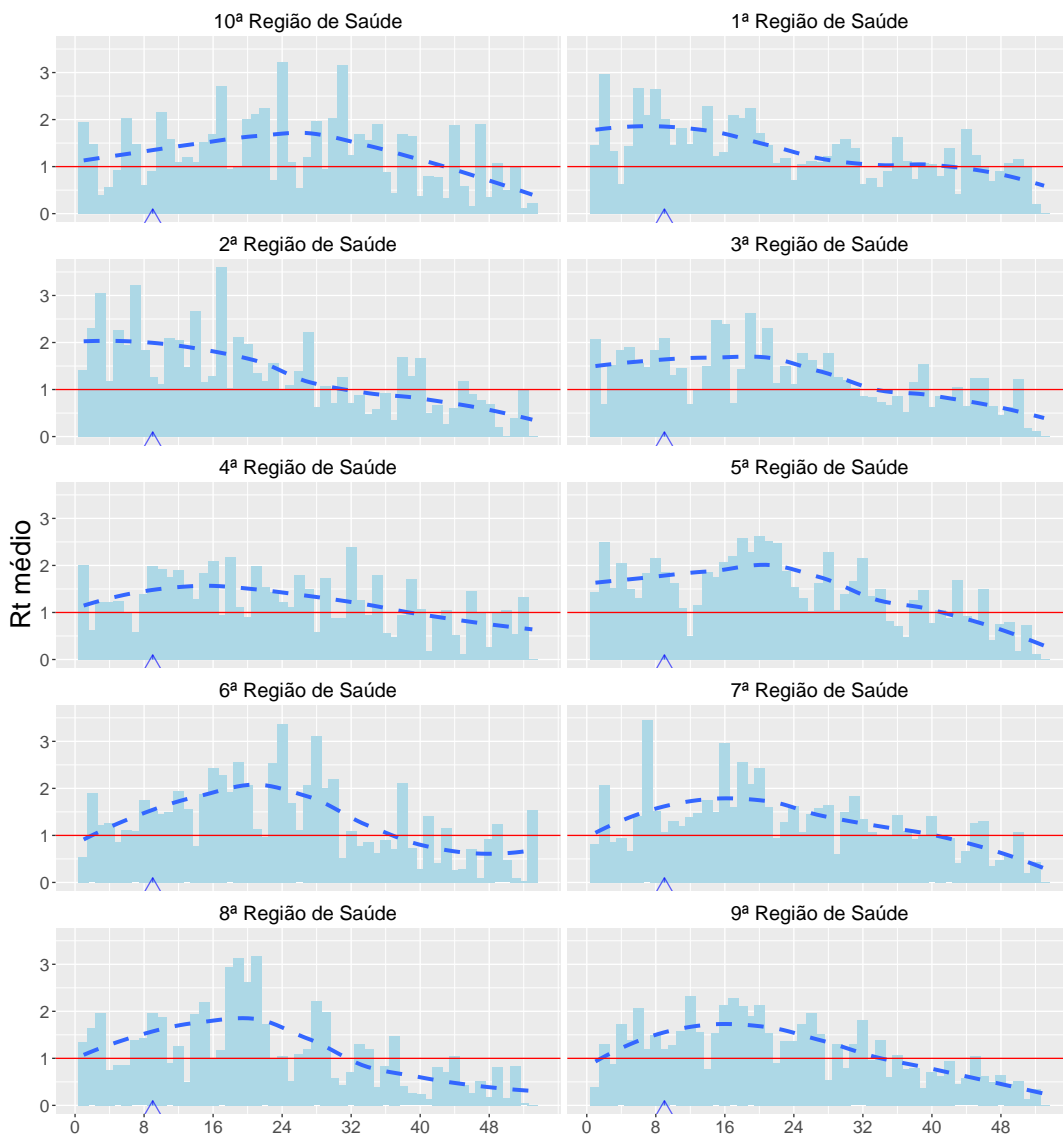 10ª Região de Saúde
1ª Região de Saúde
3
2
1
0
2ª Região de Saúde
3ª Região de Saúde
3
2
1
0
4ª Região de Saúde
5ª Região de Saúde
3
2
1
0
Rt médio
6ª Região de Saúde
7ª Região de Saúde
3
2
1
0
8ª Região de Saúde
9ª Região de Saúde
3
2
1
0
0 8 16 24 32 40 48 0 8 16 24 32 40 48